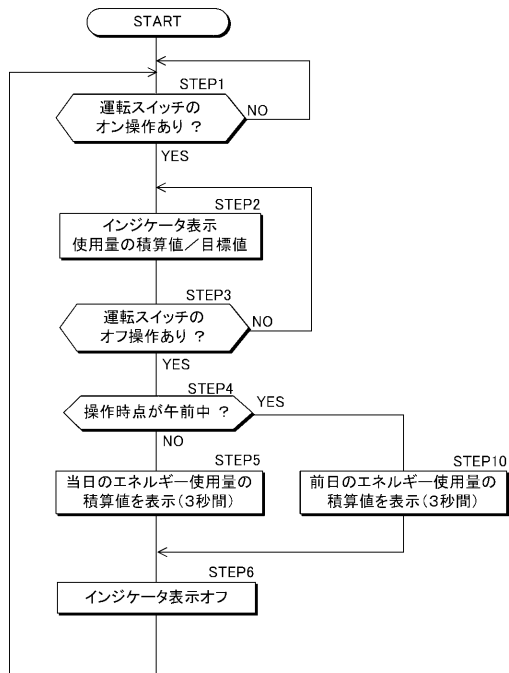 START
STEP1
運転スイッチの
オン操作あり ?
NO
YES
STEP2
インジケータ表示
使用量の積算値／目標値
STEP3
運転スイッチの
オフ操作あり ?
NO
YES
STEP4
操作時点が午前中 ?
YES
NO
STEP5
当日のエネルギー使用量の
積算値を表示(3秒間)
STEP10
前日のエネルギー使用量の
積算値を表示(3秒間)
STEP6
インジケータ表示オフ